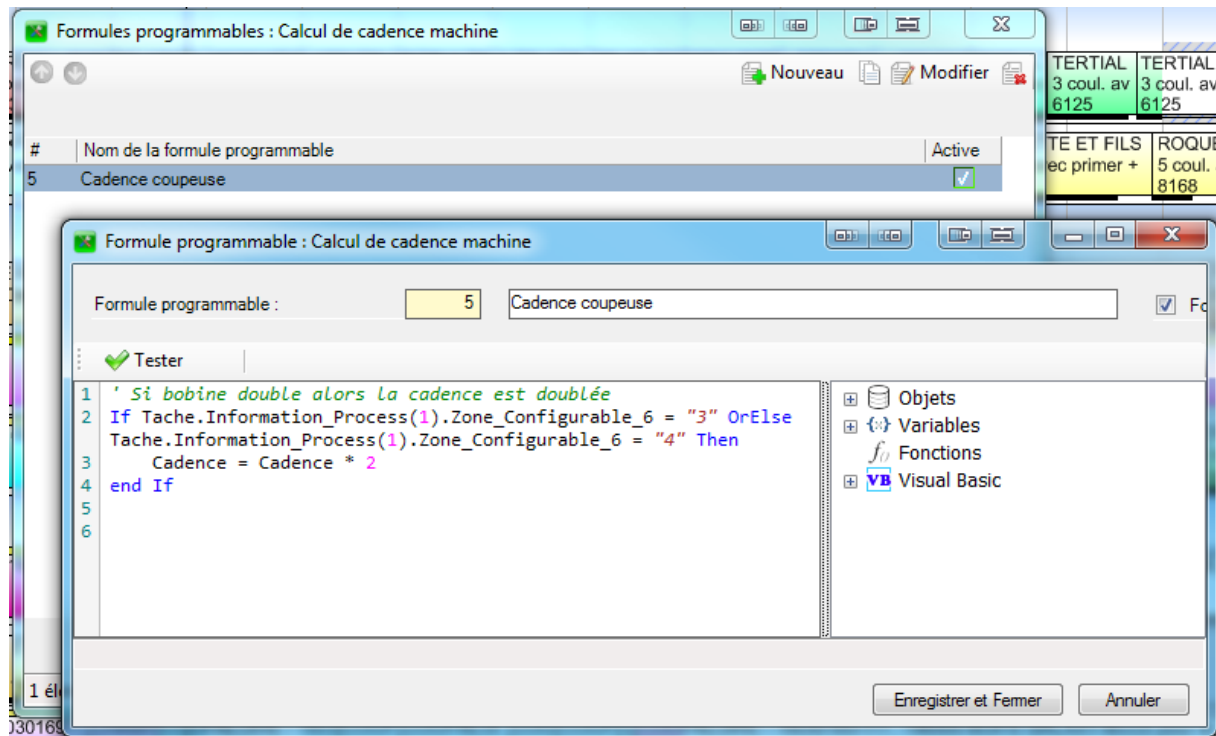 Formules programmables : Calcul de cadence machine
Nouveau Modifier
TERTIAL TERTIAL
3 coul. av 3 coul. av
6125 6125
# Nom de la formule programmable Active
TE ET FILS ROQUE
5 Cadence coupeuse
ec primer + 5 coul.
8168
Formule programmable : Calcul de cadence machine
Formule programmable : 5 Cadence coupeuse Fo
Tester
1 ' Si bobine double alors la cadence est doublée
2 If Tache.Information_Process(1).Zone_Configurable_6 = "3" OrElse
Tache.Information_Process(1).Zone_Configurable_6 = "4" Then
3 Cadence = Cadence * 2
4 end If
5
6
Objets
Variables
Fonctions
VB Visual Basic
1 éle
Enregistrer et Fermer Annuler
030169